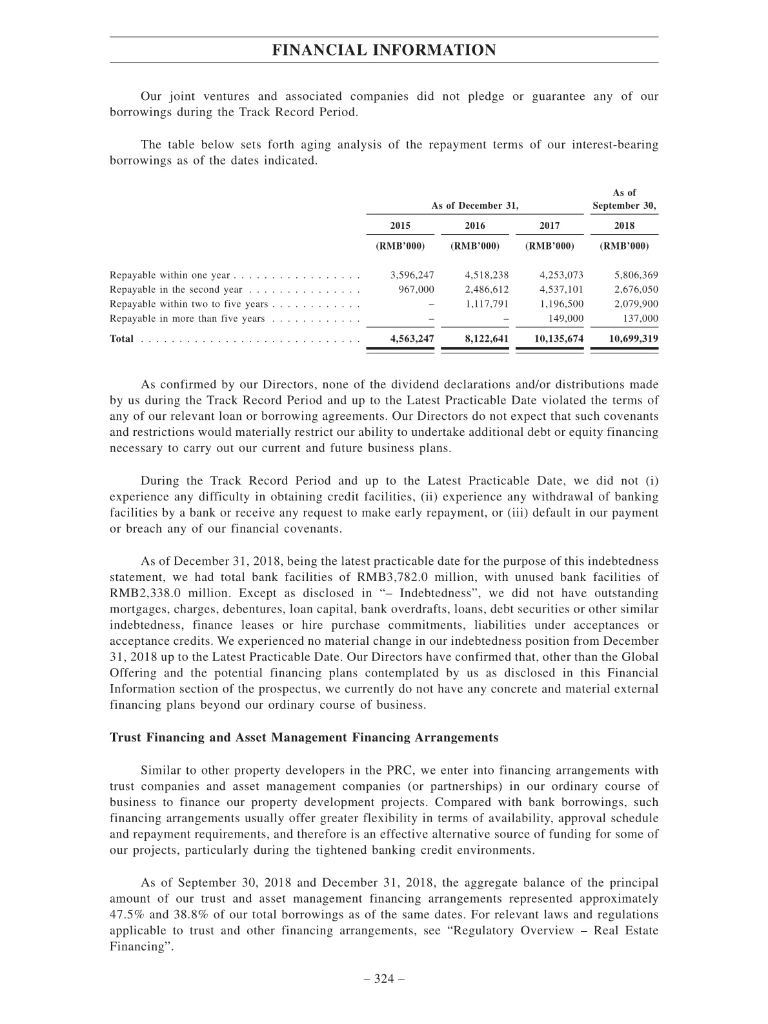 FINANCIAL INFORMATION
Our joint ventures and associated companies did not pledge or guarantee any of our
borrowings during the Track Record Period.
The table below sets forth aging analysis of the repayment terms of our interest-bearing
borrowings as of the dates indicated.
As of December 31, As of September 30,
2015 2016 2017 2018
(RMB'000) (RMB'000) (RMB'000) (RMB'000)
Repayable within one year . . . . . . . . . . . . . . . . . 3,596,247 4,518,238 4,253,073 5,806,369
Repayable in the second year . . . . . . . . . . . . . . . 967,000 2,486,612 4,537,101 2,676,050
Repayable within two to five years . . . . . . . . . . . . – 1,117,791 1,196,500 2,079,900
Repayable in more than five years . . . . . . . . . . . . – – 149,000 137,000
Total . . . . . . . . . . . . . . . . . . . . . . . . . . . . . 4,563,247 8,122,641 10,135,674 10,699,319
As confirmed by our Directors, none of the dividend declarations and/or distributions made
by us during the Track Record Period and up to the Latest Practicable Date violated the terms of
any of our relevant loan or borrowing agreements. Our Directors do not expect that such covenants
and restrictions would materially restrict our ability to undertake additional debt or equity financing
necessary to carry out our current and future business plans.
During the Track Record Period and up to the Latest Practicable Date, we did not (i)
experience any difficulty in obtaining credit facilities, (ii) experience any withdrawal of banking
facilities by a bank or receive any request to make early repayment, or (iii) default in our payment
or breach any of our financial covenants.
As of December 31, 2018, being the latest practicable date for the purpose of this indebtedness
statement, we had total bank facilities of RMB3,782.0 million, with unused bank facilities of
RMB2,338.0 million. Except as disclosed in “– Indebtedness”, we did not have outstanding
mortgages, charges, debentures, loan capital, bank overdrafts, loans, debt securities or other similar
indebtedness, finance leases or hire purchase commitments, liabilities under acceptances or
acceptance credits. We experienced no material change in our indebtedness position from December
31, 2018 up to the Latest Practicable Date. Our Directors have confirmed that, other than the Global
Offering and the potential financing plans contemplated by us as disclosed in this Financial
Information section of the prospectus, we currently do not have any concrete and material external
financing plans beyond our ordinary course of business.
Trust Financing and Asset Management Financing Arrangements
Similar to other property developers in the PRC, we enter into financing arrangements with
trust companies and asset management companies (or partnerships) in our ordinary course of
business to finance our property development projects. Compared with bank borrowings, such
financing arrangements usually offer greater flexibility in terms of availability, approval schedule
and repayment requirements, and therefore is an effective alternative source of funding for some of
our projects, particularly during the tightened banking credit environments.
As of September 30, 2018 and December 31, 2018, the aggregate balance of the principal
amount of our trust and asset management financing arrangements represented approximately
47.5% and 38.8% of our total borrowings as of the same dates. For relevant laws and regulations
applicable to trust and other financing arrangements, see “Regulatory Overview – Real Estate
Financing”.
– 324 –